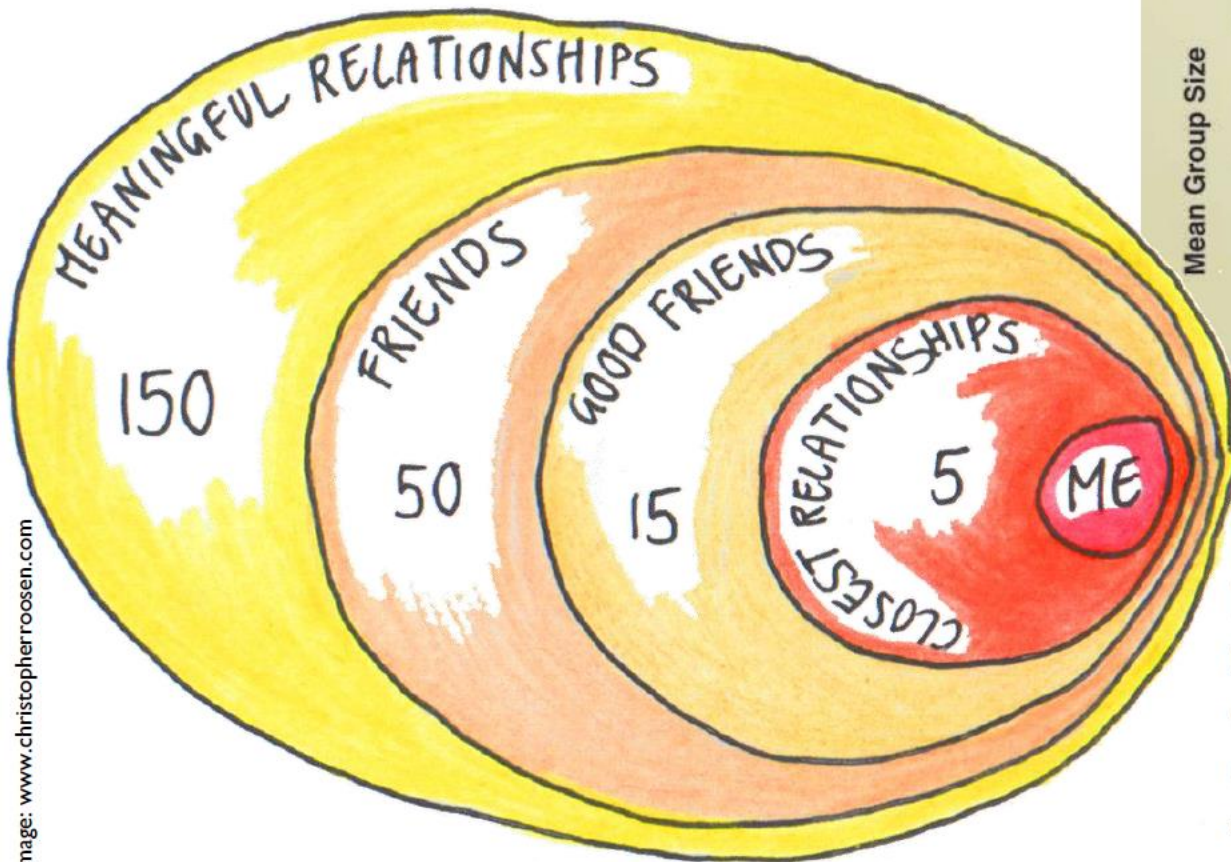 MEANINGFUL RELATIONSHIPS
150
FRIENDS
50
GOOD FRIENDS
15
CLOSEST RELATIONSHIPS
5
ME
Mean Group Size
mage: www.christopherroosen.com